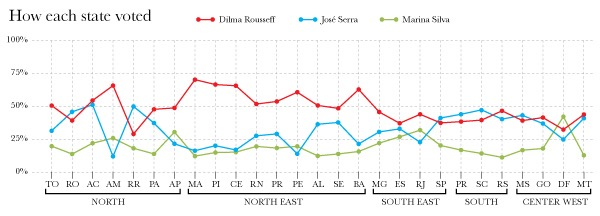 How each state voted
Dilma Rousseff José Serra Marina Silva
100%
75%
50%
25%
0%
TO RO AC AM RR PA AP MA PI CE RN PR PE AL SE BA MG ES RJ SP PR SC RS MS GO DF MT
NORTH NORTH EAST SOUTH EAST SOUTH CENTER WEST